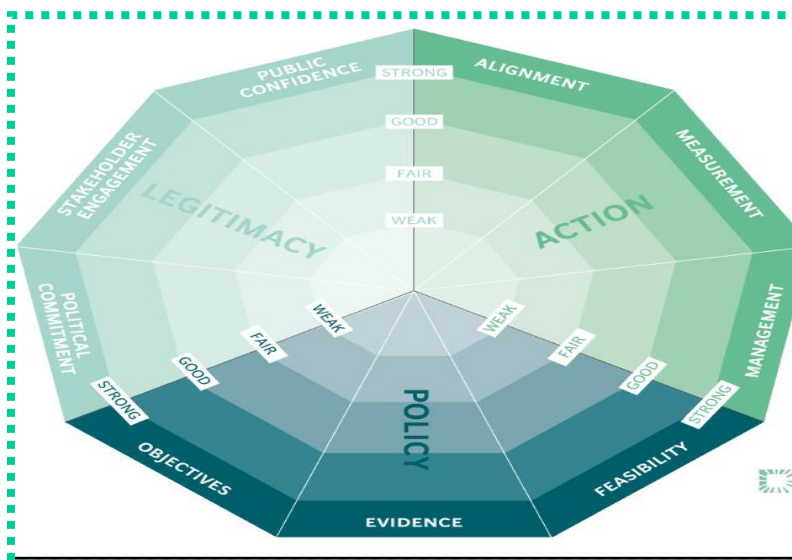 PUBLIC
CONFIDENCE
ALIGNMENT
STRONG
GOOD
FAIR
WEAK
STAKEHOLDER
ENGAGEMENT
MEASUREMENT
LEGITIMACY
ACTION
POLITICAL
COMMITMENT
MANAGEMENT
WEAK
FAIR
GOOD
STRONG
WEAK
FAIR
GOOD
STRONG
POLICY
OBJECTIVES
EVIDENCE
FEASIBILITY